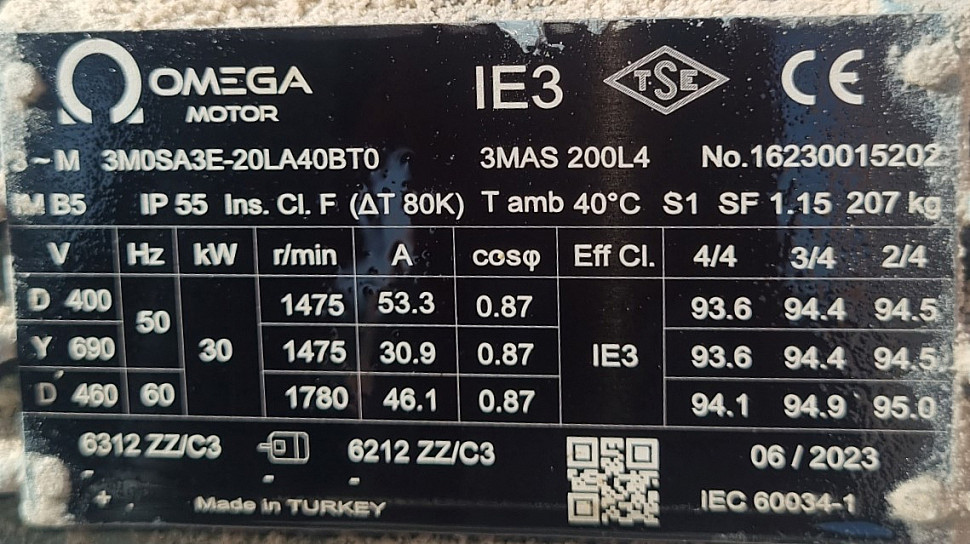 OMEGA MOTOR IE3 TSE CE
3~M 3M0SA3E-20LA40BT0 3MAS 200L4 No.16230015202
IM B5 IP 55 Ins. Cl. F (ΔT 80K) T amb 40°C S1 SF 1.15 207 kg
V Hz kW r/min A cosφ Eff Cl. 4/4 3/4 2/4
D 400 50 30 1475 53.3 0.87 IE3 93.6 94.4 94.5
Y 690 1475 30.9 0.87 93.6 94.4 94.5
D 460 60 1780 46.1 0.87 94.1 94.9 95.0
6312 ZZ/C3 6212 ZZ/C3 06 / 2023
Made in TURKEY IEC 60034-1